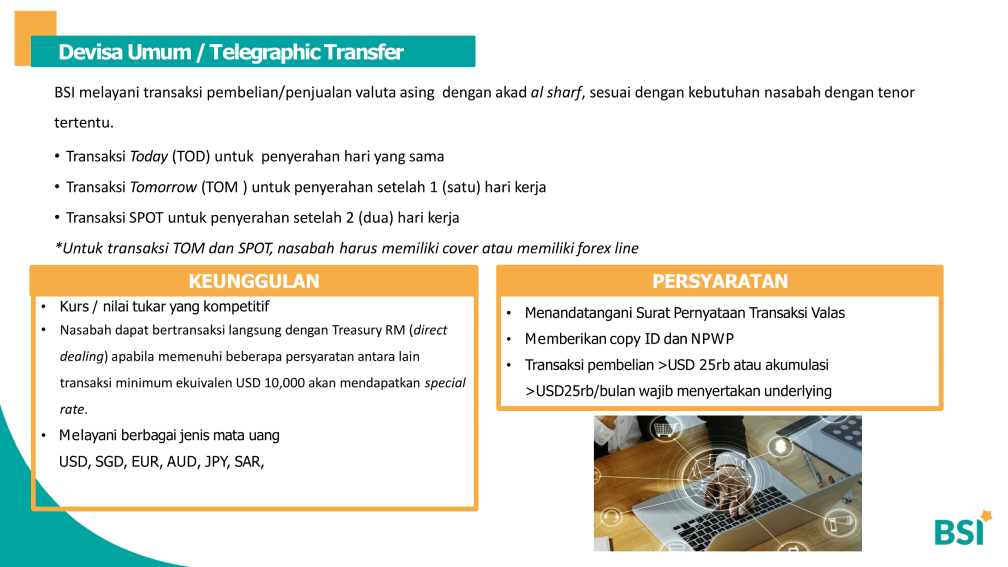 Devisa Umum / Telegraphic Transfer
BSI melayani transaksi pembelian/penjualan valuta asing dengan akad al sharf, sesuai dengan kebutuhan nasabah dengan tenor
tertentu.
• Transaksi Today (TOD) untuk penyerahan hari yang sama
• Transaksi Tomorrow (TOM ) untuk penyerahan setelah 1 (satu) hari kerja
• Transaksi SPOT untuk penyerahan setelah 2 (dua) hari kerja
*Untuk transaksi TOM dan SPOT, nasabah harus memiliki cover atau memiliki forex line
KEUNGGULAN
• Kurs / nilai tukar yang kompetitif
• Nasabah dapat bertransaksi langsung dengan Treasury RM (direct
dealing) apabila memenuhi beberapa persyaratan antara lain
transaksi minimum ekuivalen USD 10,000 akan mendapatkan special
rate.
• Melayani berbagai jenis mata uang
USD, SGD, EUR, AUD, JPY, SAR,
PERSYARATAN
• Menandatangani Surat Pernyataan Transaksi Valas
• Memberikan copy ID dan NPWP
• Transaksi pembelian >USD 25rb atau akumulasi
>USD25rb/bulan wajib menyertakan underlying
BSI